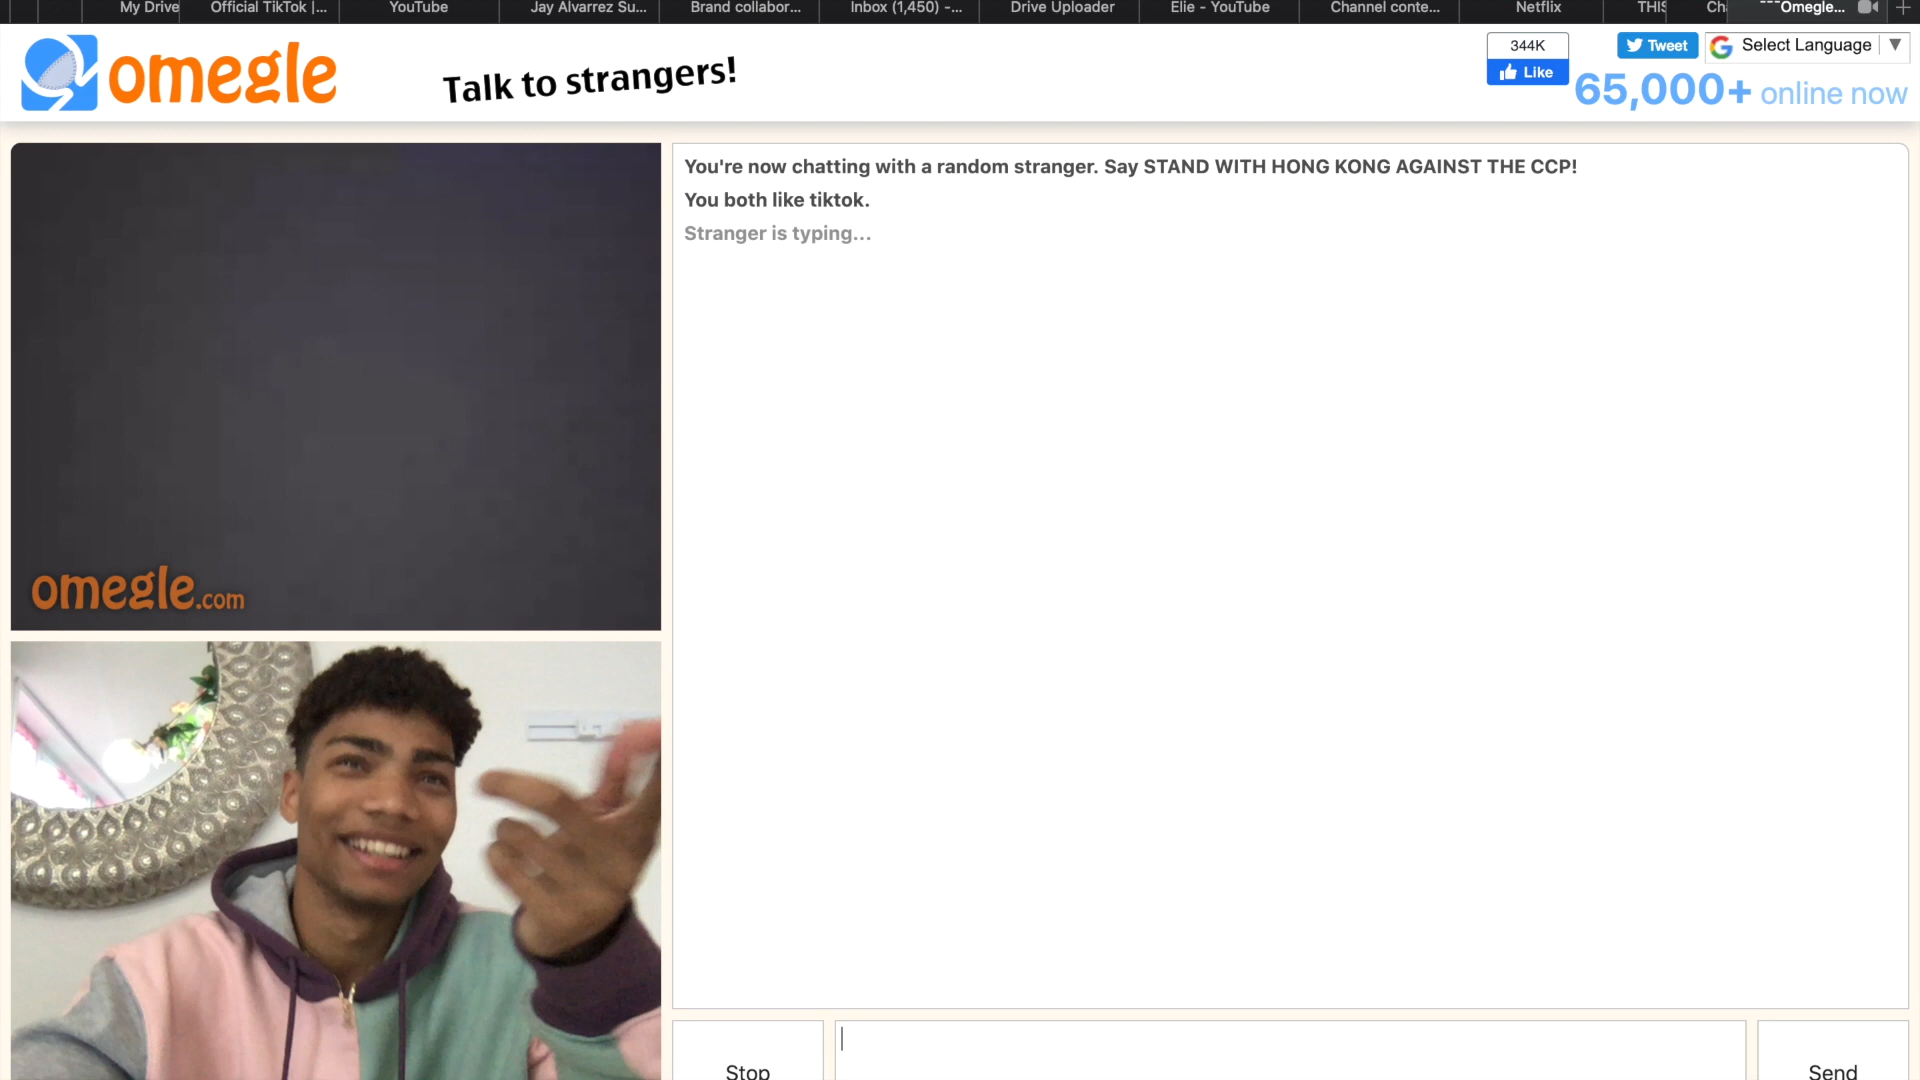 My Drive
Official TikTok |...
YouTube
Jay Alvarrez Su...
Brand collabor...
Inbox (1,450) -...
Drive Uploader
Elie - YouTube
Channel conte...
Netflix
Omegle...
omegle
Talk to strangers!
344K
Like
Tweet
Select Language
65,000+ online now
You're now chatting with a random stranger. Say STAND WITH HONG KONG AGAINST THE CCP!
You both like tiktok.
Stranger is typing...
omegle.com
Stop
Send